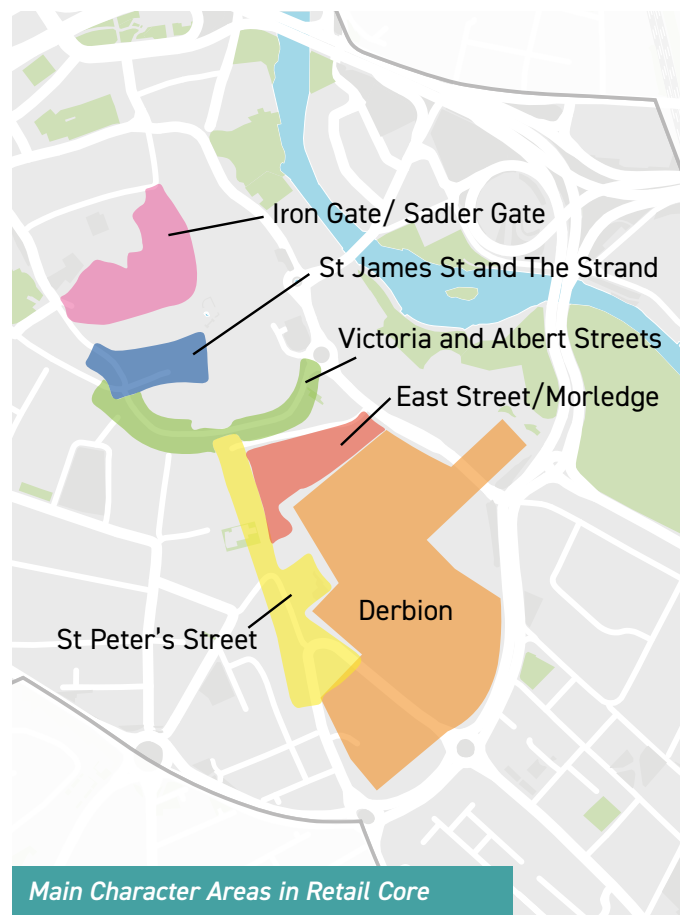 Iron Gate/ Sadler Gate
St James St and The Strand
Victoria and Albert Streets
East Street/Morledge
Derbion
St Peter's Street
Main Character Areas in Retail Core